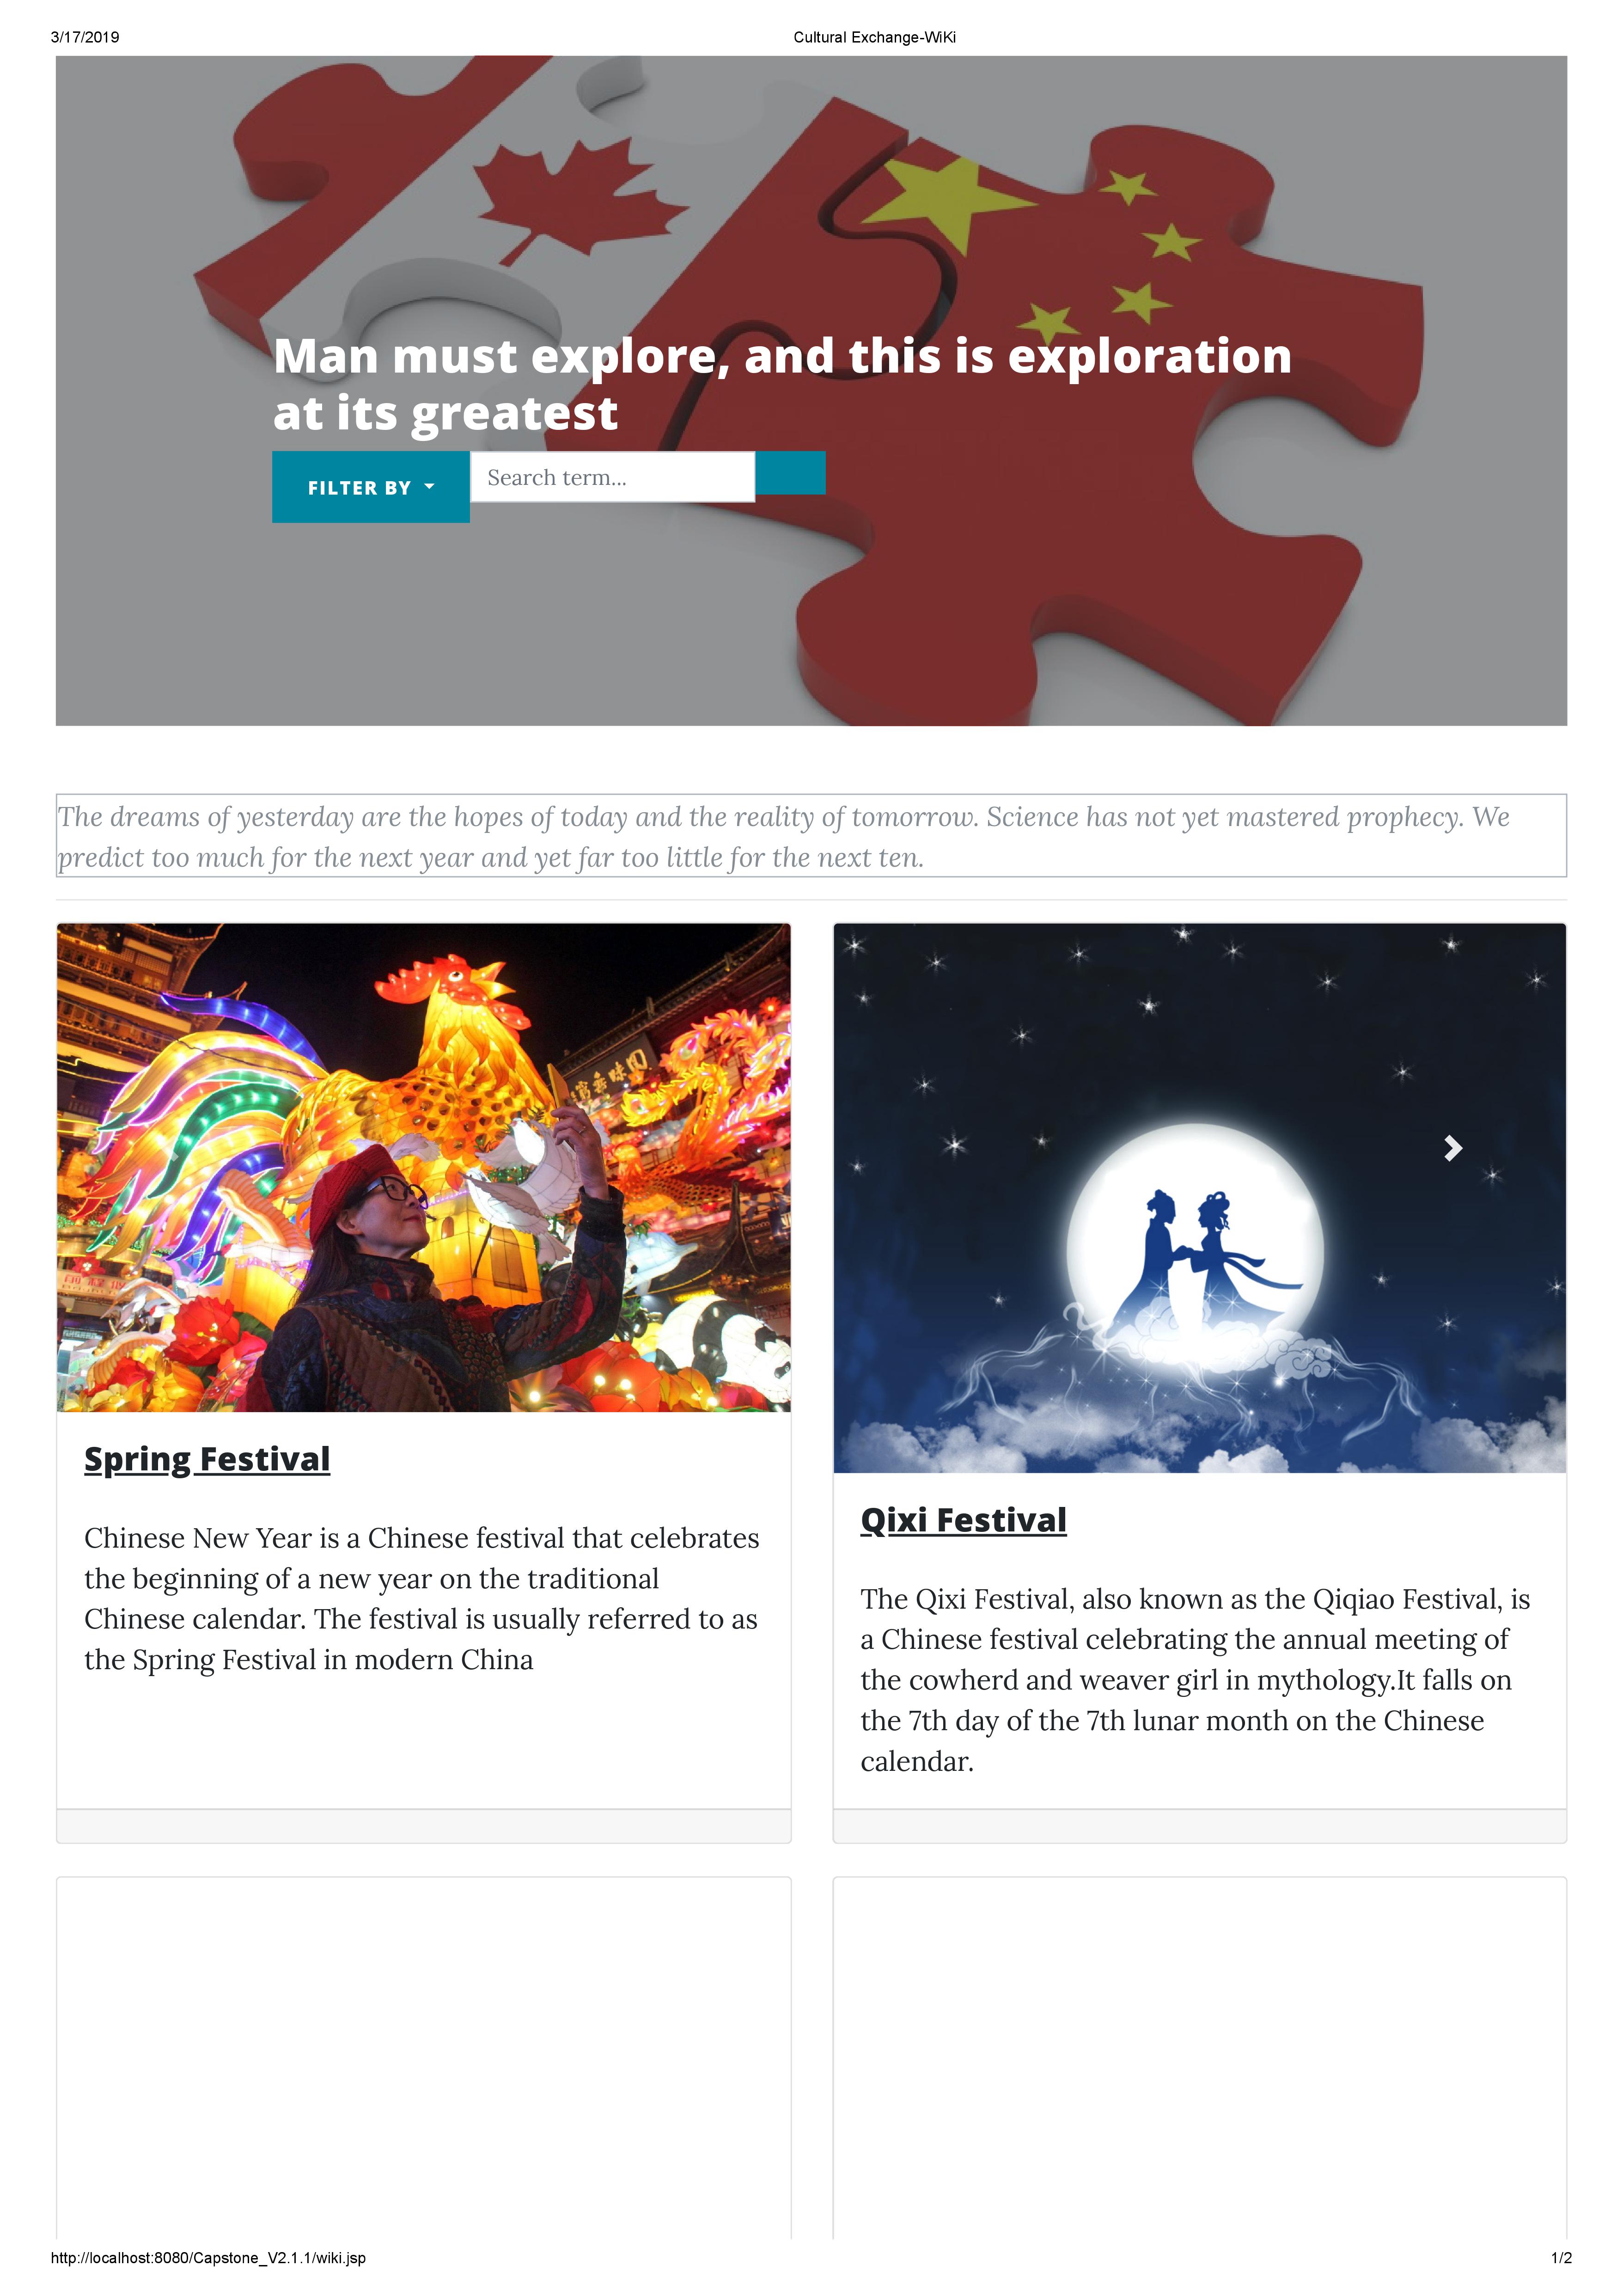 3/17/2019
Cultural Exchange-WiKi
Man must explore, and this is exploration
at its greatest
FILTER BY
Search term...
The dreams of yesterday are the hopes of today and the reality of tomorrow. Science has not yet mastered prophecy. We
predict too much for the next year and yet far too little for the next ten.
Spring Festival
Chinese New Year is a Chinese festival that celebrates
the beginning of a new year on the traditional
Chinese calendar. The festival is usually referred to as
the Spring Festival in modern China
Qixi Festival
The Qixi Festival, also known as the Qiqiao Festival, is
a Chinese festival celebrating the annual meeting of
the cowherd and weaver girl in mythology.It falls on
the 7th day of the 7th lunar month on the Chinese
calendar.
http://localhost:8080/Capstone_V2.1.1/wiki.jsp
1/2